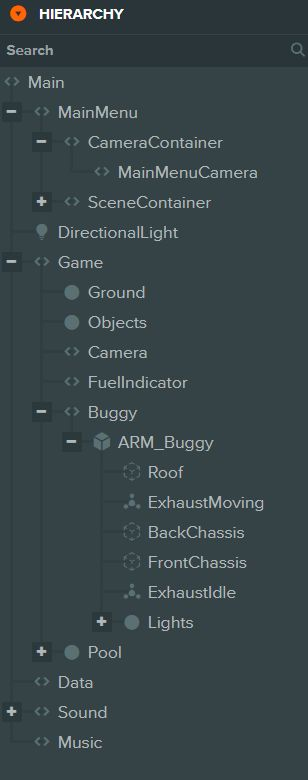 HIERARCHY
Search
Main
MainMenu
CameraContainer
MainMenuCamera
SceneContainer
DirectionalLight
Game
Ground
Objects
Camera
FuelIndicator
Buggy
ARM_Buggy
Roof
ExhaustMoving
BackChassis
FrontChassis
ExhaustIdle
Lights
Pool
Data
Sound
Music